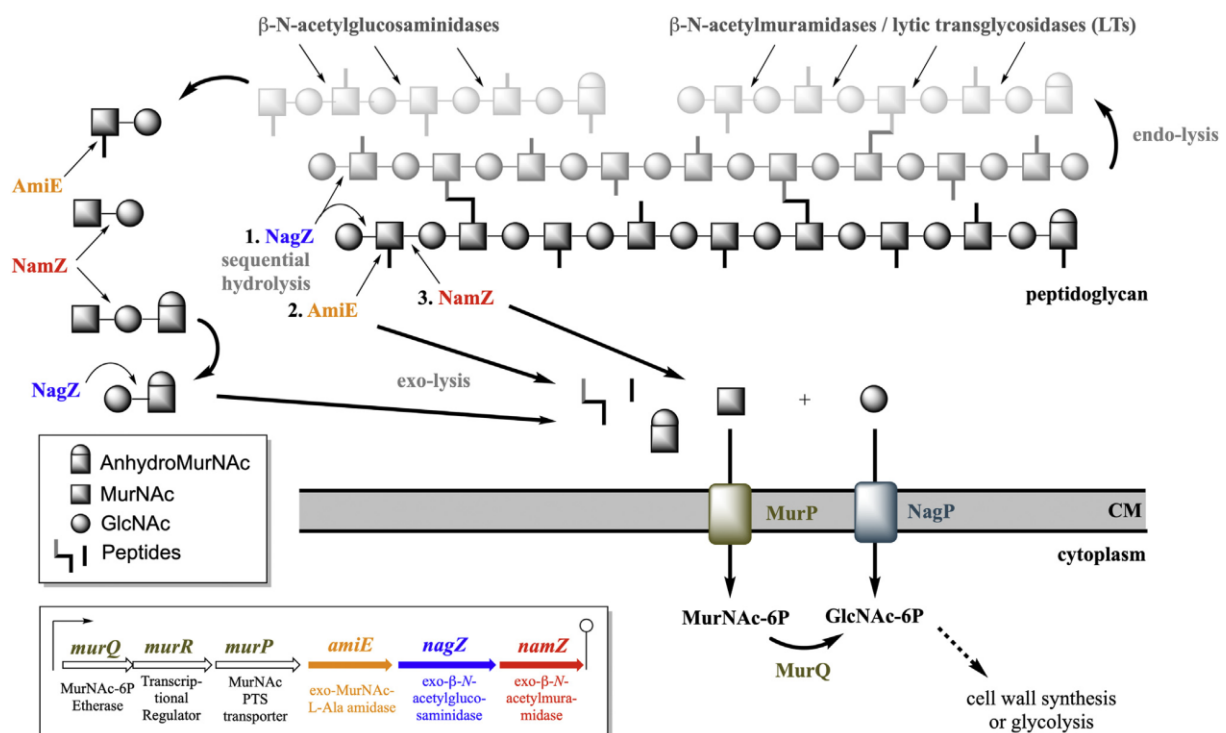 β-N-acetylglucosaminidases
β-N-acetylmuramidases / lytic transglycosidases (LTs)
endo-lysis
AmiE
NamZ
1. NagZ
sequential
hydrolysis
2. AmiE
3. NamZ
peptidoglycan
NagZ
exo-lysis
+
AnhydroMurNAc
MurNAc
GlcNAc
Peptides
MurP
NagP
CM
cytoplasm
MurNAc-6P
GlcNAc-6P
MurQ
cell wall synthesis
or glycolysis
murQ
MurNAc-6P
Etherase
murR
Transcrip-
tional
Regulator
murP
MurNAc
PTS
transporter
amiE
exo-MurNAc-
L-Ala amidase
nagZ
exo-β-N-
acetylgluco-
saminidase
namZ
exo-β-N-
acetylmura-
midase